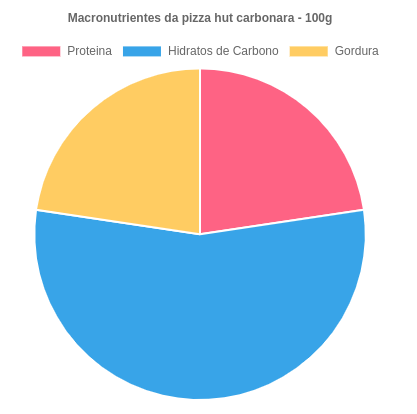 Macronutrientes da pizza hut carbonara - 100g
Proteina Hidratos de Carbono Gordura